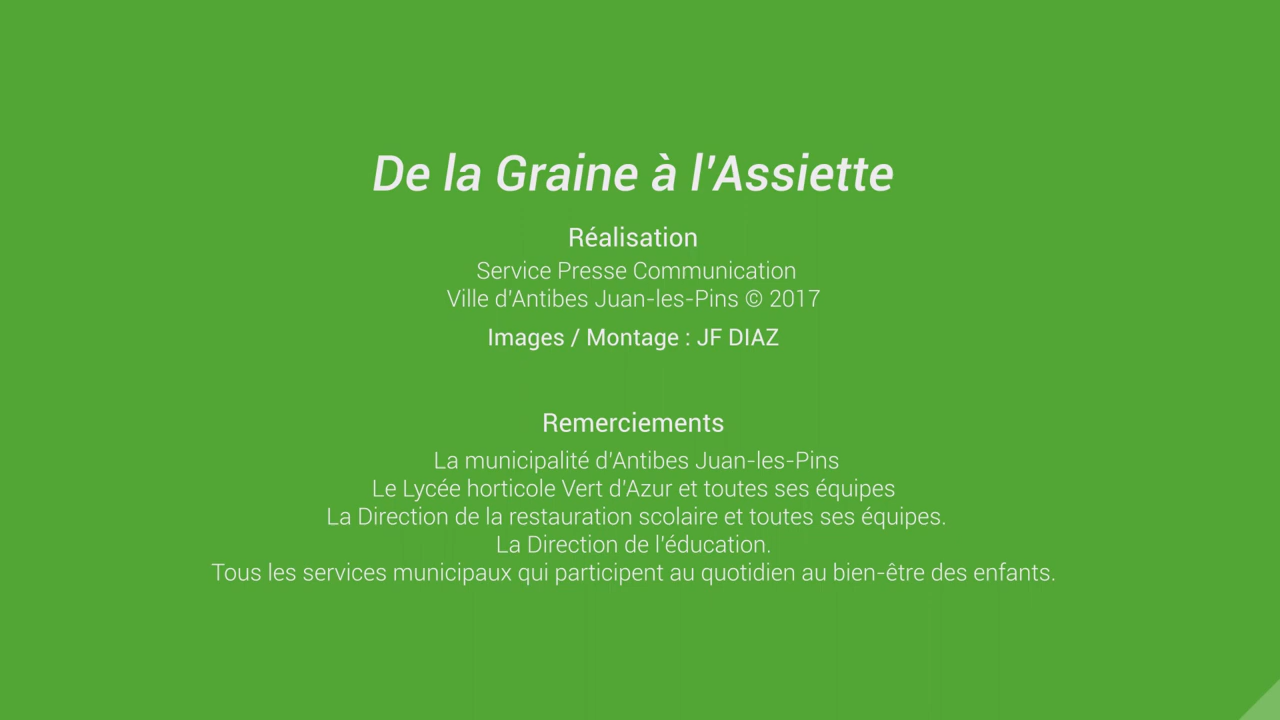 De la Graine à l'Assiette
Réalisation
Service Presse Communication
Ville d'Antibes Juan-les-Pins © 2017
Images / Montage : JF DIAZ
Remerciements
La municipalité d'Antibes Juan-les-Pins
Le Lycée horticole Vert d'Azur et toutes ses équipes
La Direction de la restauration scolaire et toutes ses équipes.
La Direction de l'éducation.
Tous les services municipaux qui participent au quotidien au bien-être des enfants.